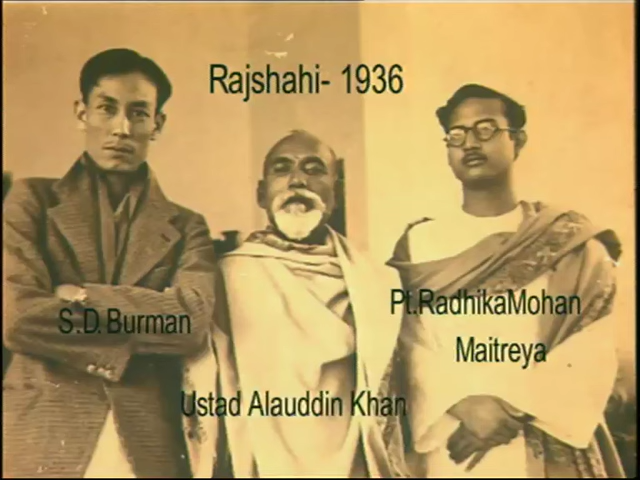 Rajshahi- 1936
S.D. Burman
Pt.RadhikaMohan
Maitreya
Ustad Alauddin Khan